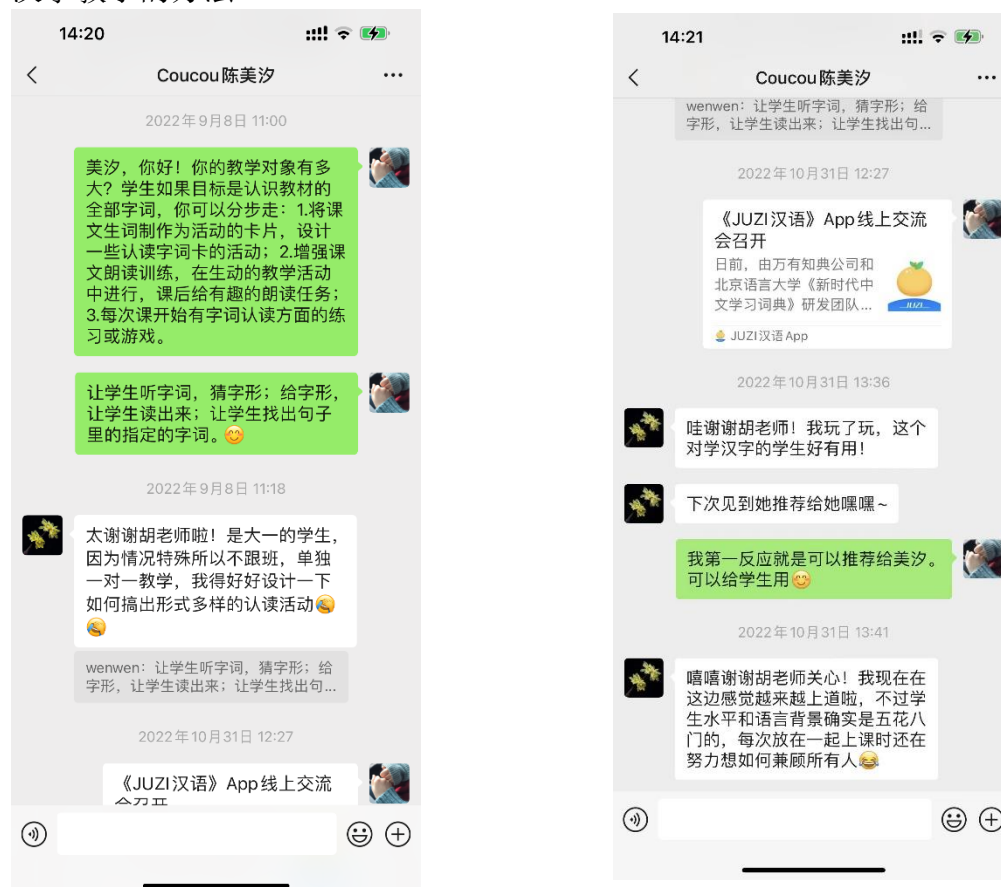 汉字教学的方法
14:20
Coucou陈美汐
2022年9月8日 11:00
美汐，你好！你的教学对象有多
大？学生如果目标是认识教材的
全部字词，你可以分步走：1.将课
文生词制作为活动的卡片，设计
一些认读字词卡的活动；2.增强课
文朗读训练，在生动的教学活动
中进行，课后给有趣的朗读任务；
3.每次课开始有字词认读方面的练
习或游戏。
让学生听字词，猜字形；给字形，
让学生读出来；让学生找出句子
里的指定的字词。😊
2022年9月8日 11:18
太谢谢胡老师啦！是大一的学生，
因为情况特殊所以不跟班，单独
一对一教学，我得好好设计一下
如何搞出形式多样的认读活动🤣
🤣
wenwen：让学生听字词，猜字形；给
字形，让学生读出来；让学生找出句...
2022年10月31日 12:27
《JUZI汉语》App线上交流
会召开
14:21
Coucou陈美汐
wenwen：让学生听字词，猜字形；给
字形，让学生读出来；让学生找出句...
2022年10月31日 12:27
《JUZI汉语》App线上交流
会召开
日前，由万有知典公司和
北京语言大学《新时代中
文学习词典》研发团队...
JUZI
JUZI汉语App
2022年10月31日 13:36
哇谢谢胡老师！我玩了玩，这个
对学汉字的学生好有用！
下次见到她推荐给她嘿嘿~
我第一反应就是可以推荐给美汐。
可以给学生用😊
2022年10月31日 13:41
嘻嘻谢谢胡老师关心！我现在在
这边感觉越来越上道啦，不过学
生水平和语言背景确实是五花八
门的，每次放在一起上课时还在
努力想如何兼顾所有人😂